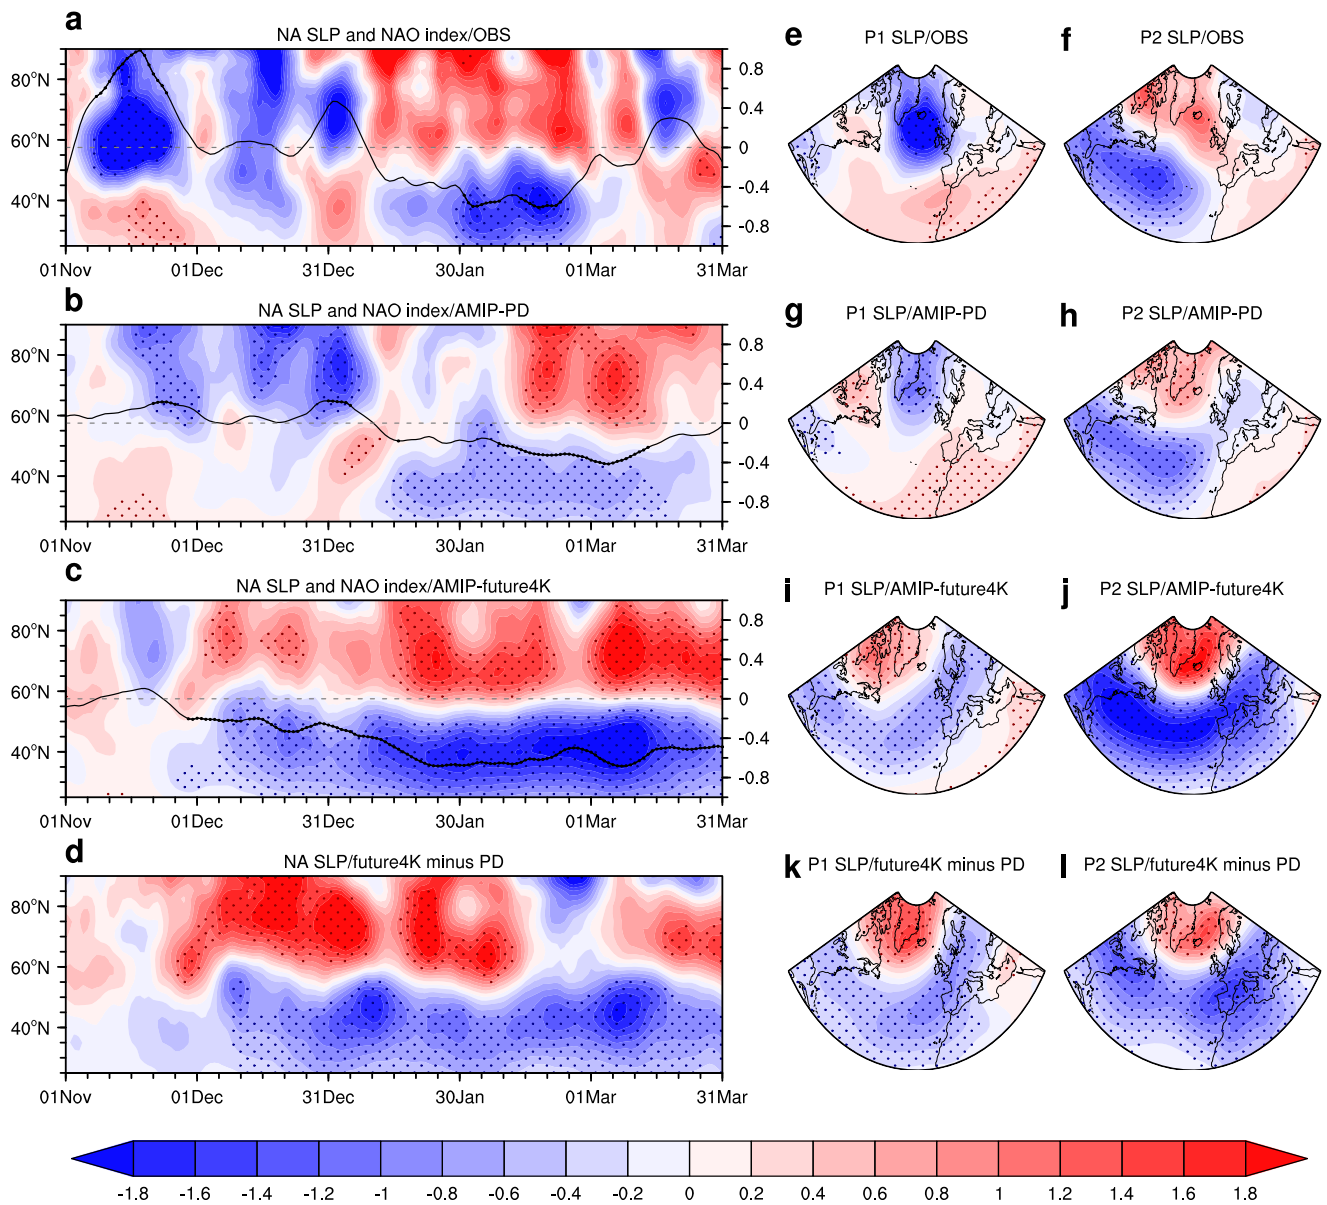 a
NA SLP and NAO index/OBS
80°N
60°N
40°N
0.8
0.4
0
-0.4
-0.8
01Nov 01Dec 31Dec 30Jan 01Mar 31Mar
e
P1 SLP/OBS
f
P2 SLP/OBS
b
NA SLP and NAO index/AMIP-PD
80°N
60°N
40°N
0.8
0.4
0
-0.4
-0.8
01Nov 01Dec 31Dec 30Jan 01Mar 31Mar
g
P1 SLP/AMIP-PD
h
P2 SLP/AMIP-PD
c
NA SLP and NAO index/AMIP-future4K
80°N
60°N
40°N
0.8
0.4
0
-0.4
-0.8
01Nov 01Dec 31Dec 30Jan 01Mar 31Mar
i
P1 SLP/AMIP-future4K
j
P2 SLP/AMIP-future4K
d
NA SLP/future4K minus PD
80°N
60°N
40°N
01Nov 01Dec 31Dec 30Jan 01Mar 31Mar
k
P1 SLP/future4K minus PD
l
P2 SLP/future4K minus PD
-1.8 -1.6 -1.4 -1.2 -1 -0.8 -0.6 -0.4 -0.2 0 0.2 0.4 0.6 0.8 1 1.2 1.4 1.6 1.8